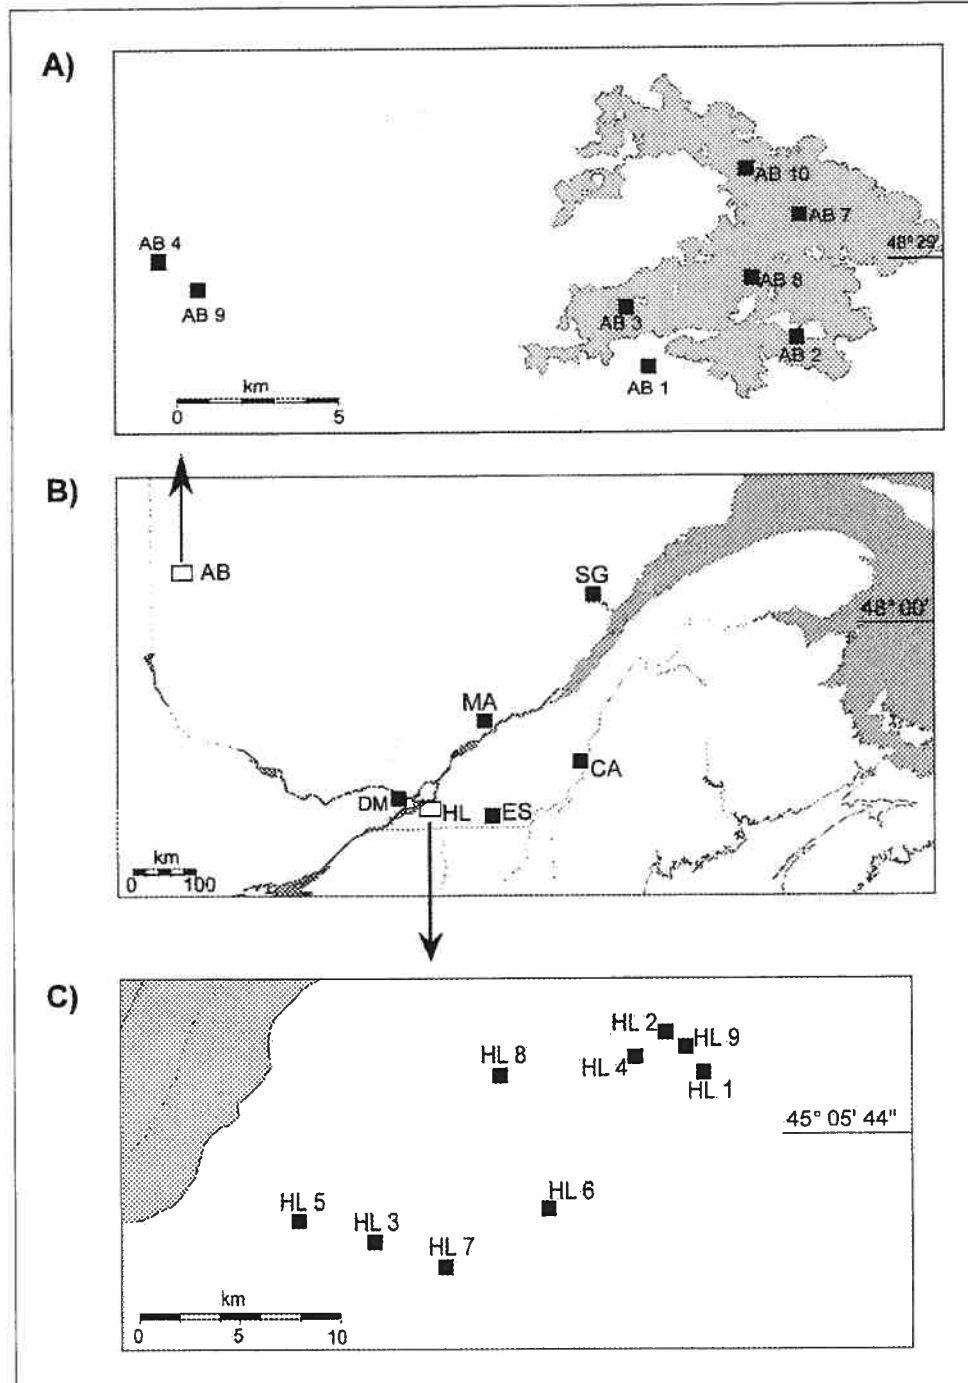 A)
AB 10
AB 7
48° 29'
AB 4
AB 8
AB 9
AB 3
AB 2
AB 1
km
0 5
B)
AB
SG
48° 00'
MA
CA
DM
HL
ES
km
0 100
C)
HL 2
HL 9
HL 8
HL 4
HL 1
45° 05' 44"
HL 6
HL 5
HL 3
HL 7
km
0 5 10